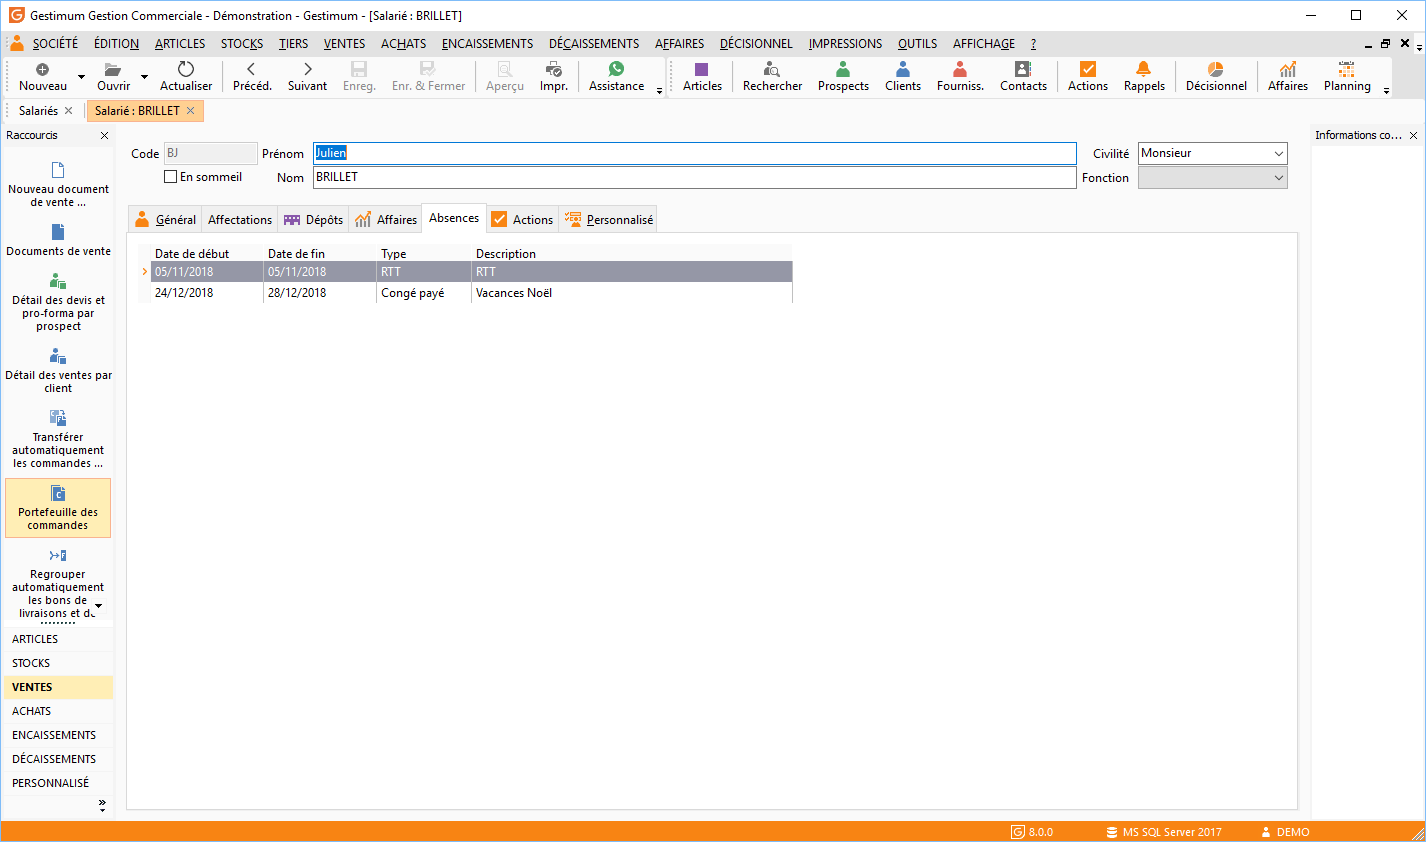 Gestimum Gestion Commerciale - Démonstration - Gestimum - [Salarié : BRILLET]
SOCIÉTÉ ÉDITION ARTICLES STOCKS TIERS VENTES ACHATS ENCAISSEMENTS DÉCAISSEMENTS AFFAIRES DÉCISIONNEL IMPRESSIONS OUTILS AFFICHAGE ?
Nouveau Ouvrir Actualiser Précéd. Suivant Enreg. Enr. & Fermer Aperçu Impr. Assistance Articles Rechercher Prospects Clients Fourniss. Contacts Actions Rappels Décisionnel Affaires Planning
Salariés Salarié : BRILLET
Raccourcis
Nouveau document
de vente ...
Documents de vente
Détail des devis et
pro-forma par
prospect
Détail des ventes par
client
Transférer
automatiquement
les commandes ...
Portefeuille des
commandes
Regrouper
automatiquement
les bons de
livraisons et
ARTICLES
STOCKS
VENTES
ACHATS
ENCAISSEMENTS
DÉCAISSEMENTS
PERSONNALISÉ
Code BJ Prénom Julien Civilité Monsieur
En sommeil Nom BRILLET Fonction
Général Affectations Dépôts Affaires Absences Actions Personnalisé
Date de début Date de fin Type Description
05/11/2018 05/11/2018 RTT RTT
24/12/2018 28/12/2018 Congé payé Vacances Noël
Informations co...
8.0.0 MS SQL Server 2017 DEMO